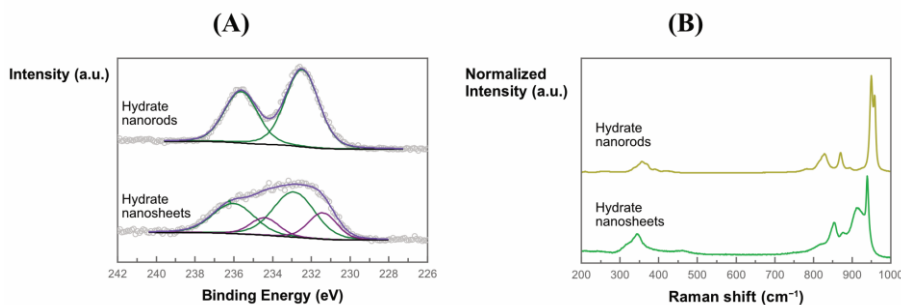 (A)
Intensity (a.u.)
Hydrate
nanorods
Hydrate
nanosheets
242 240 238 236 234 232 230 228 226
Binding Energy (eV)
(B)
Normalized
Intensity (a.u.)
Hydrate
nanorods
Hydrate
nanosheets
200 300 400 500 600 700 800 900 1000
Raman shift (cm⁻¹)